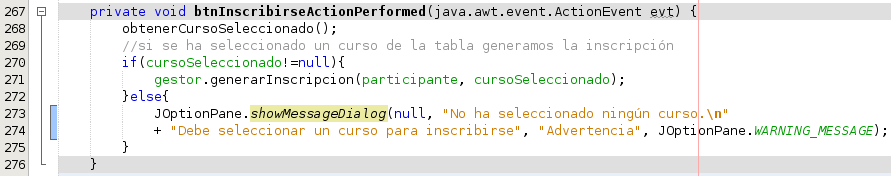 267 private void btnInscribirseActionPerformed(java.awt.event.ActionEvent evt) {
268 obtenerCursoSeleccionado();
269 //si se ha seleccionado un curso de la tabla generamos la inscripción
270 if(cursoSeleccionado!=null){
271 gestor.generarInscripcion(participante, cursoSeleccionado);
272 }else{
273 JOptionPane.showMessageDialog(null, "No ha seleccionado ningún curso.\n"
274 + "Debe seleccionar un curso para inscribirse", "Advertencia", JOptionPane.WARNING_MESSAGE);
275 }
276 }